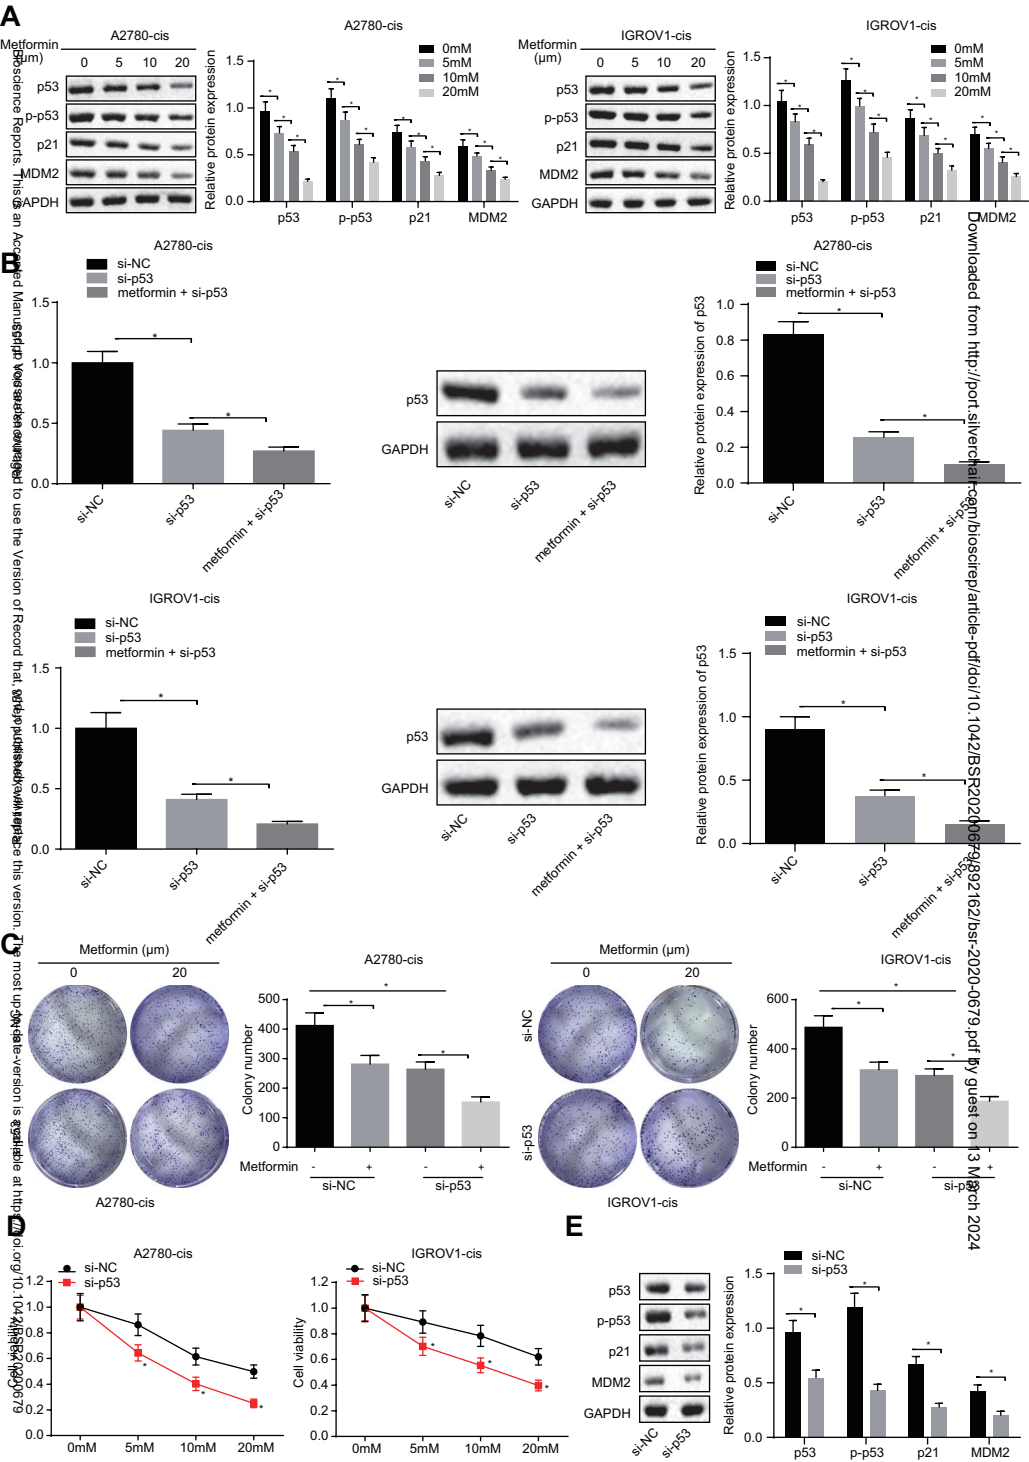 A
A2780-cis
Metformin
(µm)
0 5 10 20
p53
p-p53
p21
MDM2
GAPDH
A2780-cis
Relative protein expression
1.5
1.0
0.5
0.0
0mM
5mM
10mM
20mM
* * * * * * * * * * * *
p53 p-p53 p21 MDM2
IGROV1-cis
Metformin
(µm)
0 5 10 20
p53
p-p53
p21
MDM2
GAPDH
IGROV1-cis
Relative protein expression
1.5
1.0
0.5
0.0
0mM
5mM
10mM
20mM
* * * * * * * * * * * *
p53 p-p53 p21 MDM2
B
A2780-cis
si-NC
si-p53
metformin + si-p53
1.5
1.0
0.5
0.0
* *
si-NC si-p53 metformin + si-p53
p53
GAPDH
si-NC si-p53 metformin + si-p53
A2780-cis
si-NC
si-p53
metformin + si-p53
Relative protein expression of p53
1.0
0.8
0.6
0.4
0.2
0.0
* *
si-NC si-p53 metformin + si-p53
IGROV1-cis
si-NC
si-p53
metformin + si-p53
1.5
1.0
0.5
0.0
* *
si-NC si-p53 metformin + si-p53
p53
GAPDH
si-NC si-p53 metformin + si-p53
IGROV1-cis
si-NC
si-p53
metformin + si-p53
Relative protein expression of p53
1.5
1.0
0.5
0.0
* *
si-NC si-p53 metformin + si-p53
C
Metformin (µm)
0 20
A2780-cis
A2780-cis
Colony number
500
400
300
200
100
0
* * *
Metformin - + - +
si-NC si-p53
Metformin (µm)
0 20
si-NC
si-p53
IGROV1-cis
IGROV1-cis
Colony number
600
400
200
0
* * *
Metformin - + - +
si-NC si-p53
D
A2780-cis
si-NC
si-p53
1.2
1.0
0.8
0.6
0.4
0.2
0.0
* * *
0mM 5mM 10mM 20mM
IGROV1-cis
si-NC
si-p53
Cell viability
1.2
1.0
0.8
0.6
0.4
0.2
0.0
* * *
0mM 5mM 10mM 20mM
E
p53
p-p53
p21
MDM2
GAPDH
si-NC si-p53
si-NC
si-p53
Relative protein expression
1.5
1.0
0.5
0.0
* * * *
p53 p-p53 p21 MDM2
Downloaded from http://port.silverchair.com/bioscirep/article-pdf/doi/10.1042/BSR20200679/892162/bsr-2020-0679.pdf by guest on 13 March 2024